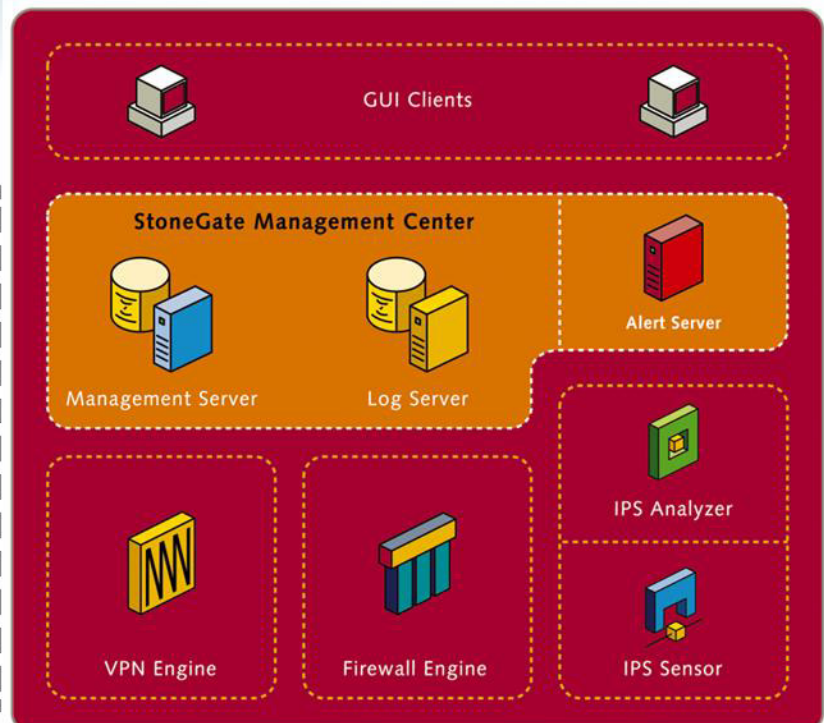 GUI Clients
StoneGate Management Center
Alert Server
Management Server
Log Server
IPS Analyzer
VPN Engine
Firewall Engine
IPS Sensor